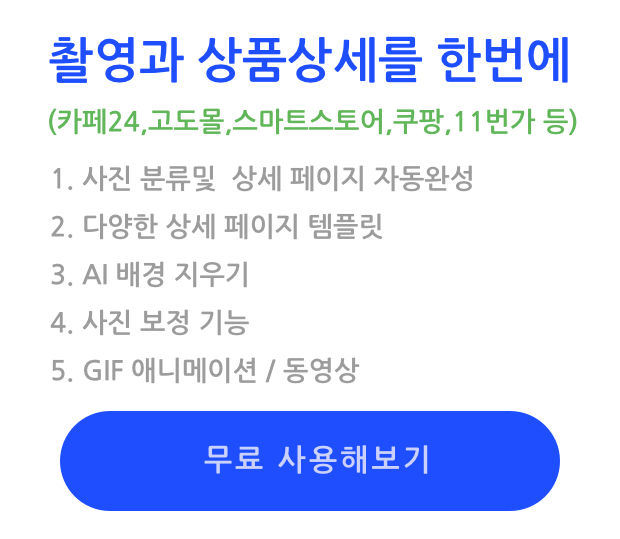 촬영과 상품상세를 한번에
(카페24,고도몰,스마트스토어,쿠팡,11번가 등)
1. 사진 분류및  상세 페이지 자동완성
2. 다양한 상세 페이지 템플릿
3. AI 배경 지우기
4. 사진 보정 기능
5. GIF 애니메이션 / 동영상
무료 사용해보기